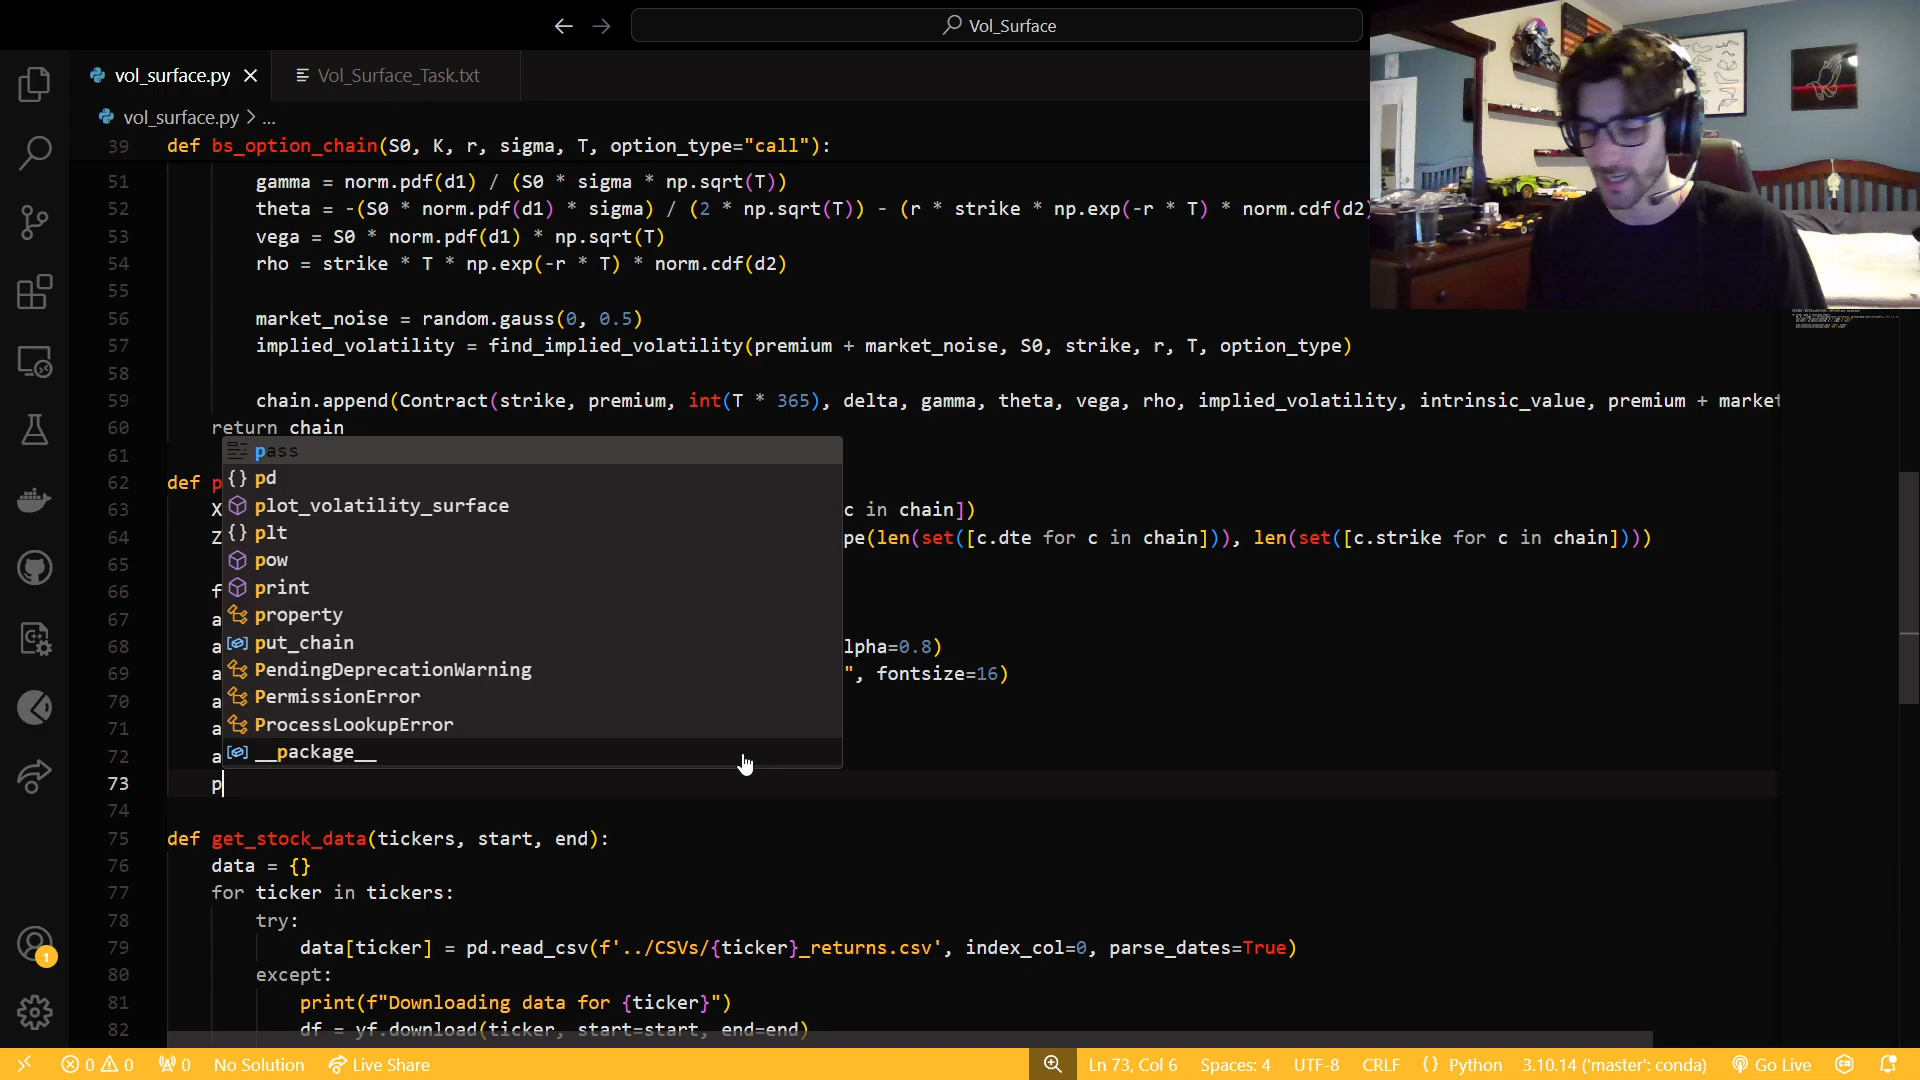 Vol_Surface
vol_surface.py
Vol_Surface_Task.txt
vol_surface.py > ...
39 def bs_option_chain(S0, K, r, sigma, T, option_type="call"):
51 gamma = norm.pdf(d1) / (S0 * sigma * np.sqrt(T))
52 theta = -(S0 * norm.pdf(d1) * sigma) / (2 * np.sqrt(T)) - (r * strike * np.exp(-r * T) * norm.cdf(d2)
53 vega = S0 * norm.pdf(d1) * np.sqrt(T)
54 rho = strike * T * np.exp(-r * T) * norm.cdf(d2)
55
56 market_noise = random.gauss(0, 0.5)
57 implied_volatility = find_implied_volatility(premium + market_noise, S0, strike, r, T, option_type)
58
59 chain.append(Contract(strike, premium, int(T * 365), delta, gamma, theta, vega, rho, implied_volatility, intrinsic_value, premium + market
60 return chain
61 pass
pd
62 def p
plot_volatility_surface
63 X c in chain])
plt
64 Z pe(len(set([c.dte for c in chain])), len(set([c.strike for c in chain])))
65 pow
66 f print
67 a property
68 a put_chain lpha=0.8)
69 a PendingDeprecationWarning ", fontsize=16)
70 a PermissionError
71 a ProcessLookupError
72 a __package__
73 p
74
75 def get_stock_data(tickers, start, end):
76 data = {}
77 for ticker in tickers:
78 try:
79 data[ticker] = pd.read_csv(f'../CSVs/{ticker}_returns.csv', index_col=0, parse_dates=True)
80 except:
81 print(f"Downloading data for {ticker}")
82 df = yf.download(ticker, start=start, end=end)
1
0 0 0 No Solution Live Share Ln 73, Col 6 Spaces: 4 UTF-8 CRLF {} Python 3.10.14 ('master': conda) Go Live